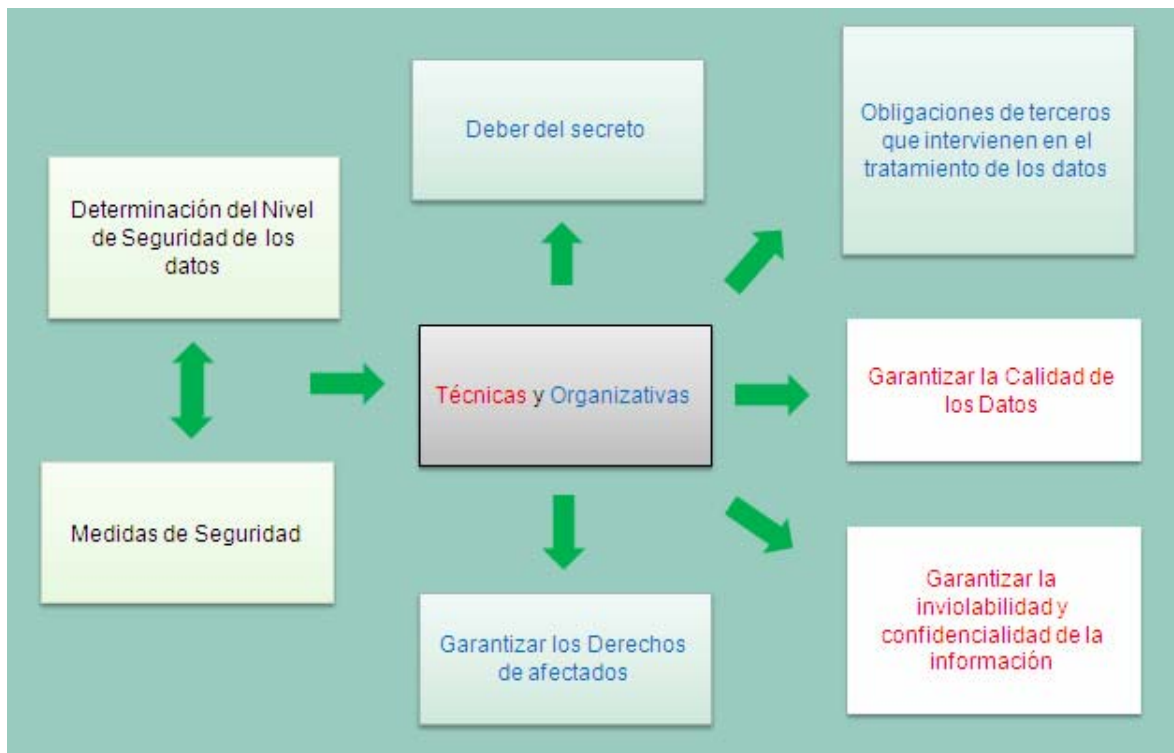 Determinación del Nivel
de Seguridad de los
datos
Medidas de Seguridad
Deber del secreto
Técnicas y Organizativas
Garantizar los Derechos
de afectados
Obligaciones de terceros
que intervienen en el
tratamiento de los datos
Garantizar la Calidad de
los Datos
Garantizar la
inviolabilidad y
confidencialidad de la
información